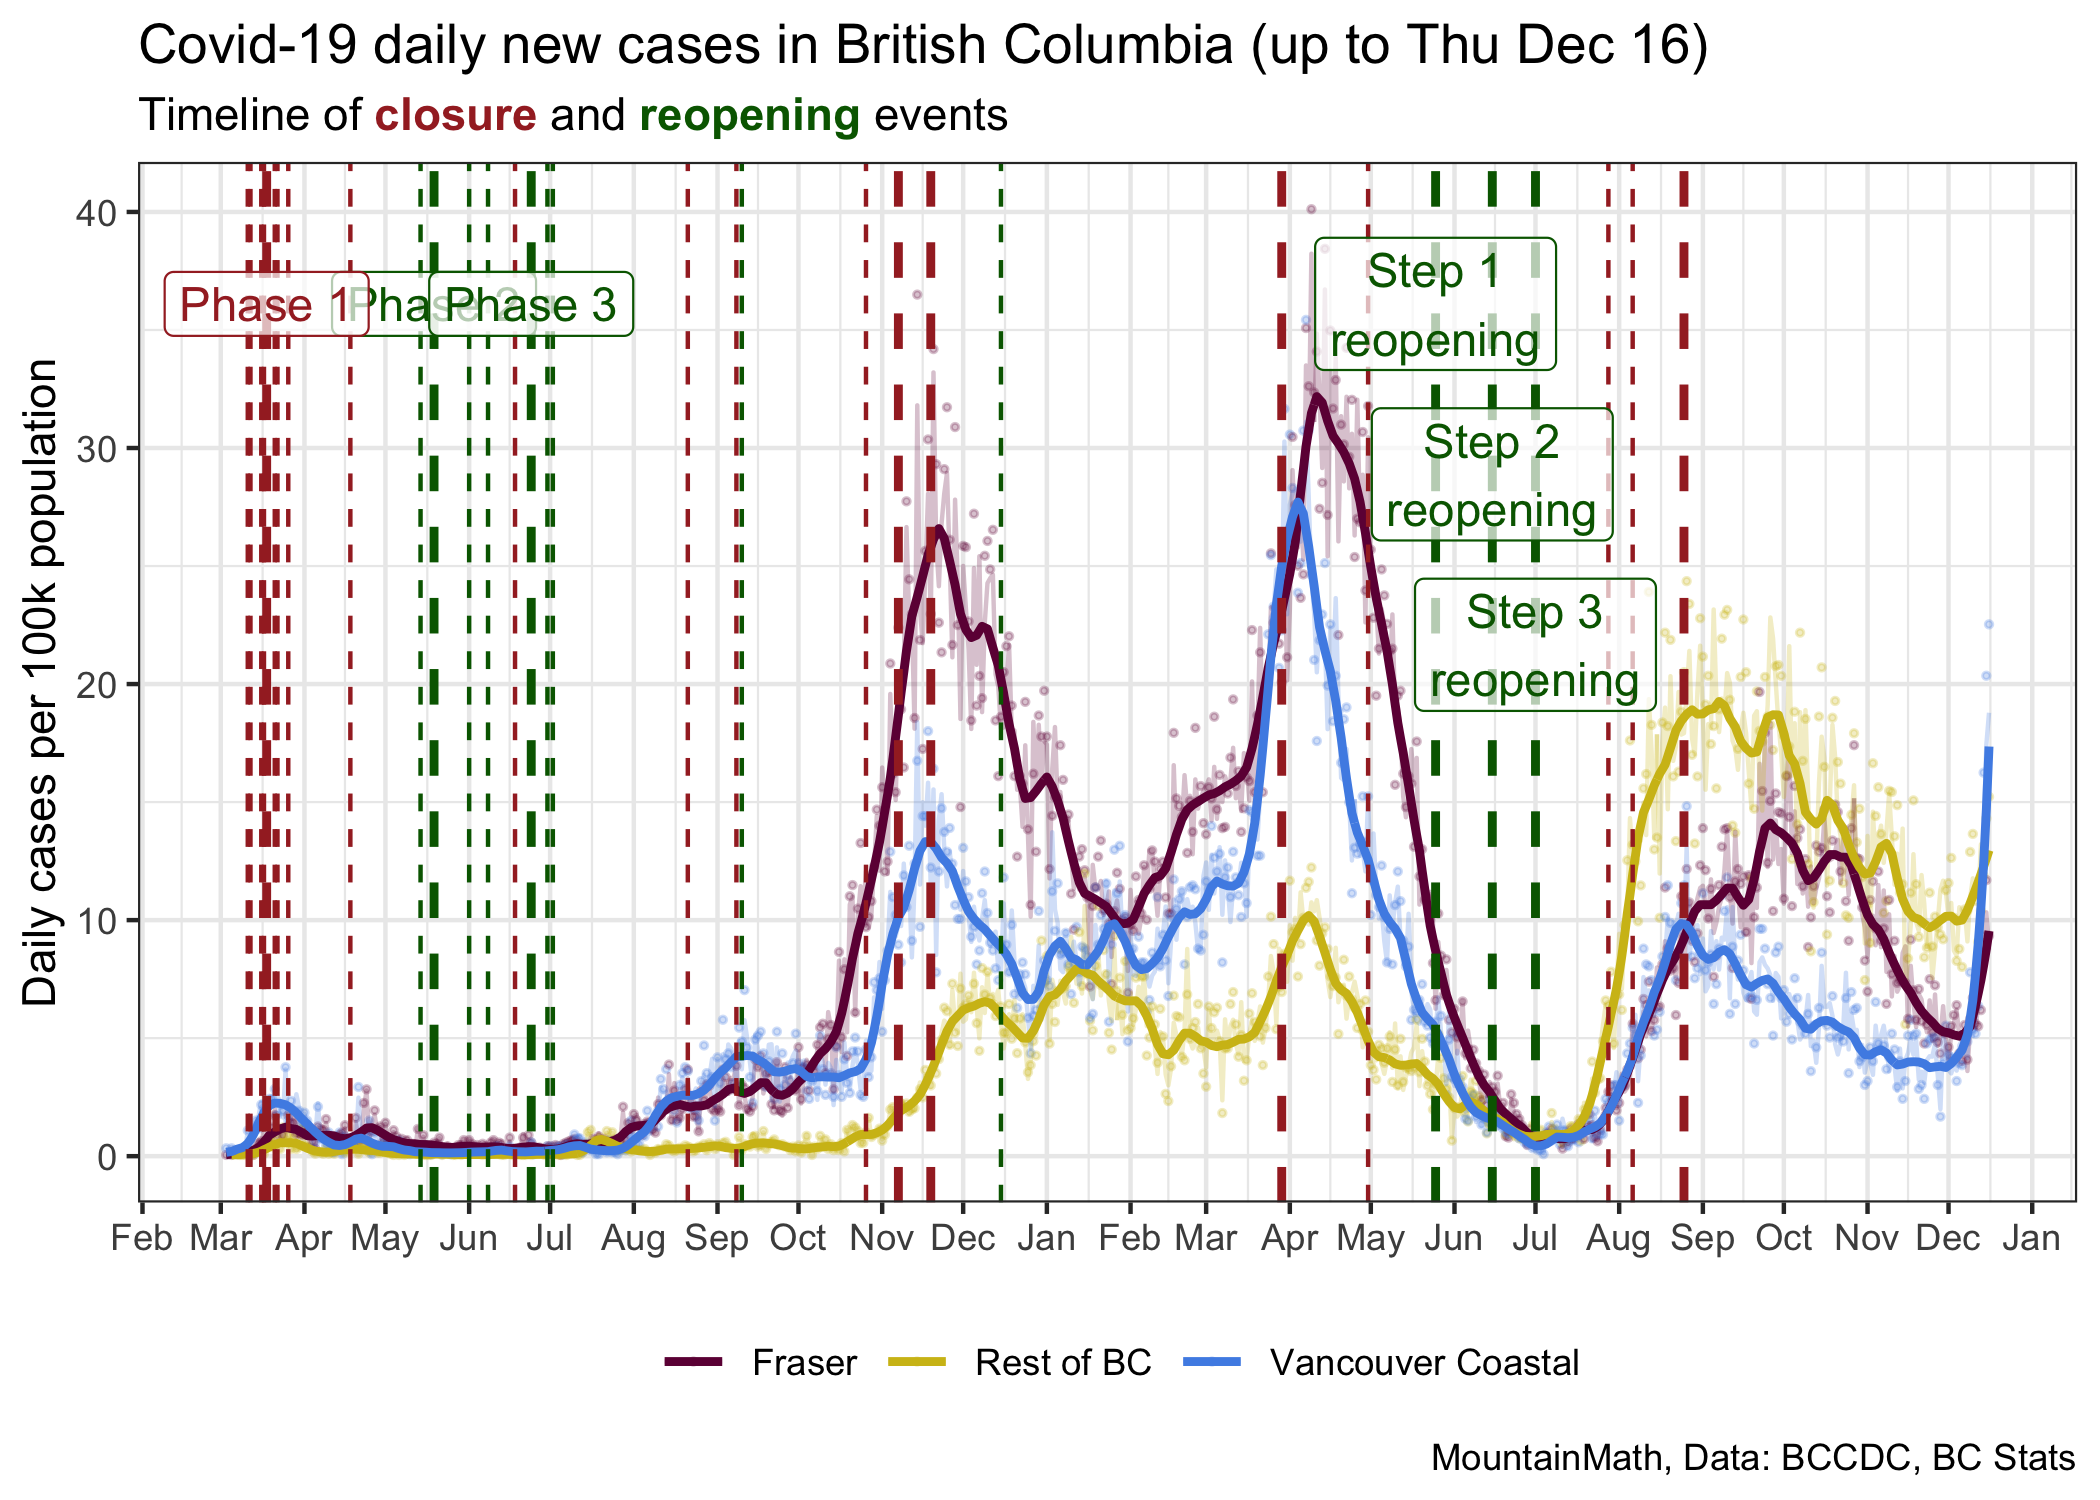 Covid-19 daily new cases in British Columbia (up to Thu Dec 16)
Timeline of closure and reopening events
Daily cases per 100k population
40
30
20
10
0
Phase 1
Phase 2
Phase 3
Step 1
reopening
Step 2
reopening
Step 3
reopening
Feb Mar Apr May Jun Jul Aug Sep Oct Nov Dec Jan Feb Mar Apr May Jun Jul Aug Sep Oct Nov Dec Jan
Fraser Rest of BC Vancouver Coastal
MountainMath, Data: BCCDC, BC Stats